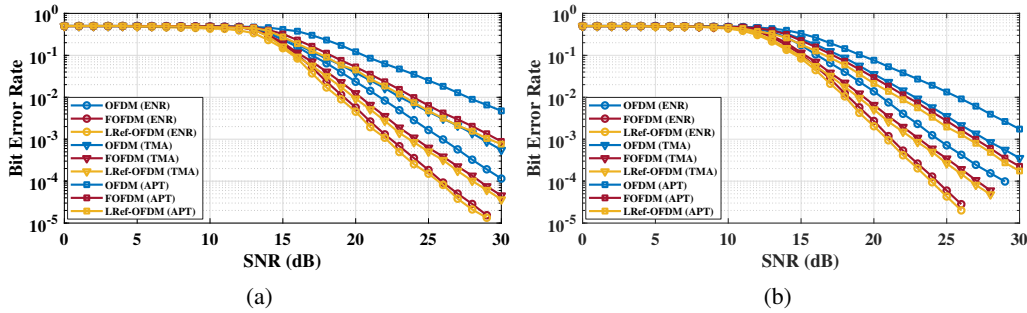 10^0
10^-1
10^-2
10^-3
10^-4
10^-5
Bit Error Rate
OFDM (ENR)
FOFDM (ENR)
LRef-OFDM (ENR)
OFDM (TMA)
FOFDM (TMA)
LRef-OFDM (TMA)
OFDM (APT)
FOFDM (APT)
LRef-OFDM (APT)
0 5 10 15 20 25 30
SNR (dB)
(a)
10^0
10^-1
10^-2
10^-3
10^-4
10^-5
Bit Error Rate
OFDM (ENR)
FOFDM (ENR)
LRef-OFDM (ENR)
OFDM (TMA)
FOFDM (TMA)
LRef-OFDM (TMA)
OFDM (APT)
FOFDM (APT)
LRef-OFDM (APT)
0 5 10 15 20 25 30
SNR (dB)
(b)